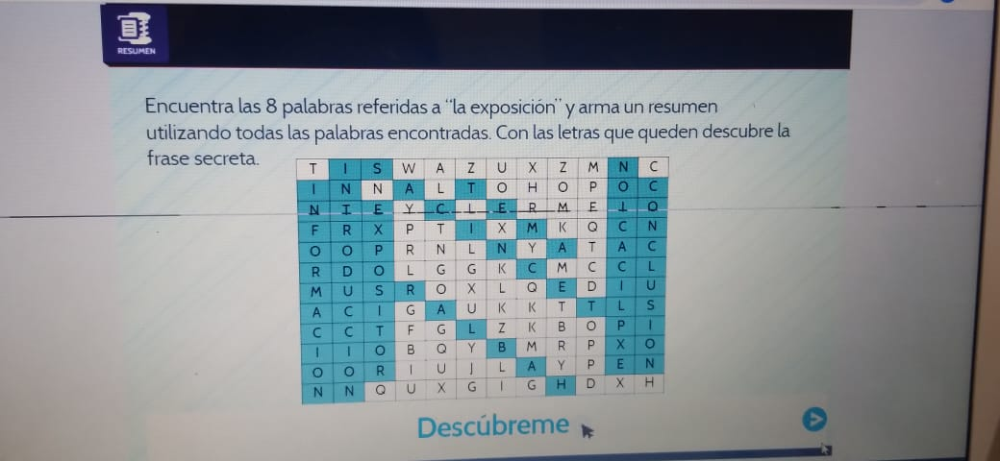 RESUMEN
Encuentra las 8 palabras referidas a “la exposición” y arma un resumen
utilizando todas las palabras encontradas. Con las letras que queden descubre la
frase secreta.
T I S W A Z U X Z M N C
I N N A L T O H O P O C
N T E Y C L E R M E I O
F R X P T I X M K Q C N
O O P R N L N Y A T A C
R D O L G G K C M C C L
M U S R O X L Q E D I U
A C I G A U K K T T L S
C C T F G L Z K B O P I
I I O B Q Y B M R P X O
O O R I U J L A Y P E N
N N Q U X G I G H D X H
Descúbreme